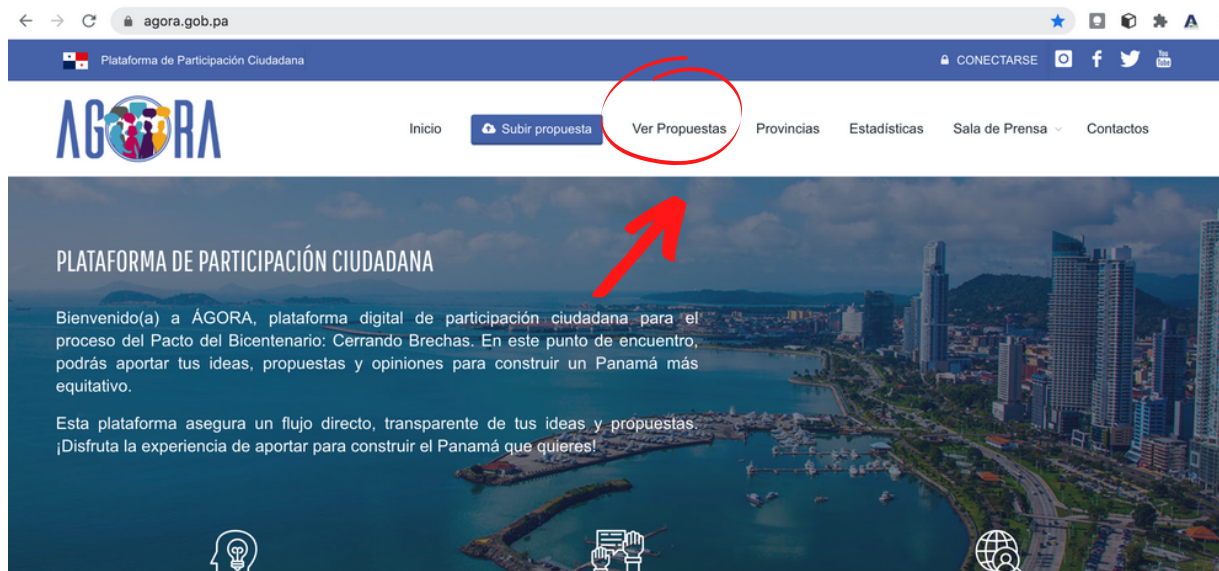 agora.gob.pa
Plataforma de Participación Ciudadana
CONECTARSE
You
Tube
AGORA
Inicio
Subir propuesta
Ver Propuestas
Provincias
Estadísticas
Sala de Prensa
Contactos
PLATAFORMA DE PARTICIPACIÓN CIUDADANA
Bienvenido(a) a ÁGORA, plataforma digital de participación ciudadana para el
proceso del Pacto del Bicentenario: Cerrando Brechas. En este punto de encuentro,
podrás aportar tus ideas, propuestas y opiniones para construir un Panamá más
equitativo.
Esta plataforma asegura un flujo directo, transparente de tus ideas y propuestas.
¡Disfruta la experiencia de aportar para construir el Panamá que quieres!